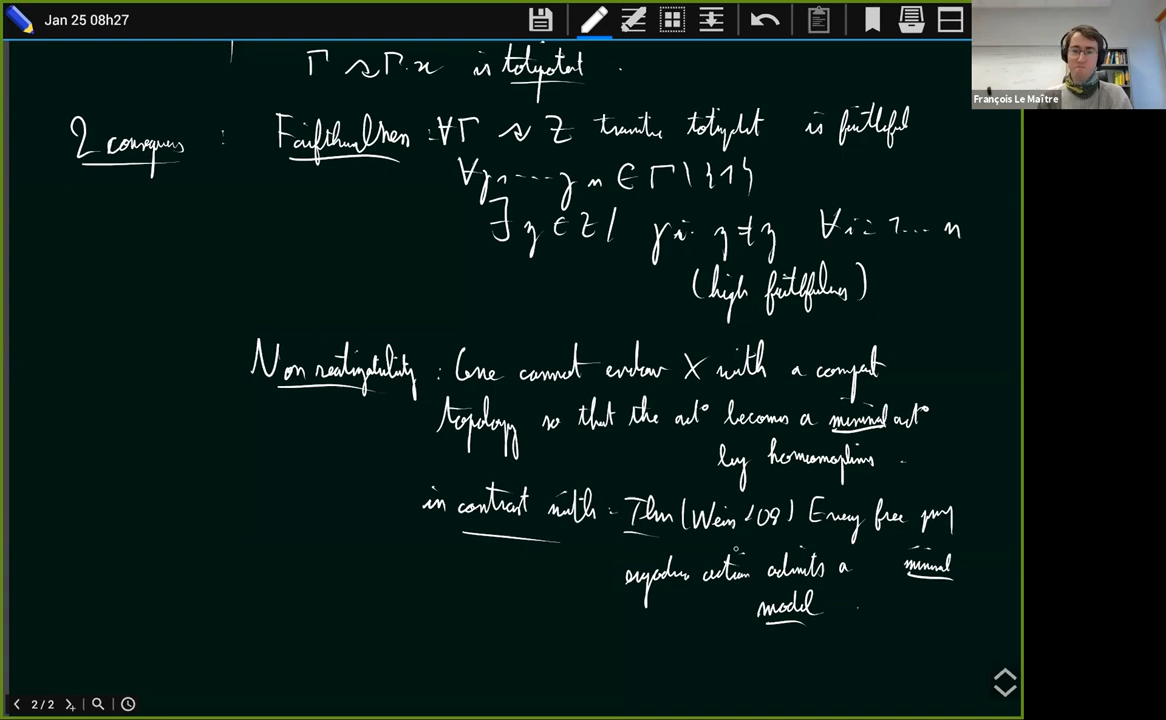 Jan 25 08h27
François Le Maître
Γ ↷ Γ·x is totipotent.
2 consequences : Faithfulness : ∀Γ ↷ Z transitive totipotent is faithful
∀γ1 ... γn ∈ Γ\{1}
∃ z ∈ Z / γi · z ≠ z ∀i = 1 ... n
(high faithfulness)
Non realizability : One cannot endow X with a compact
topology so that the act° becomes a minimal act°
by homeomorphisms.
in contrast with : Thm (Weiss '08) Every free pmp
ergodic action admits a minimal
model.
2/2